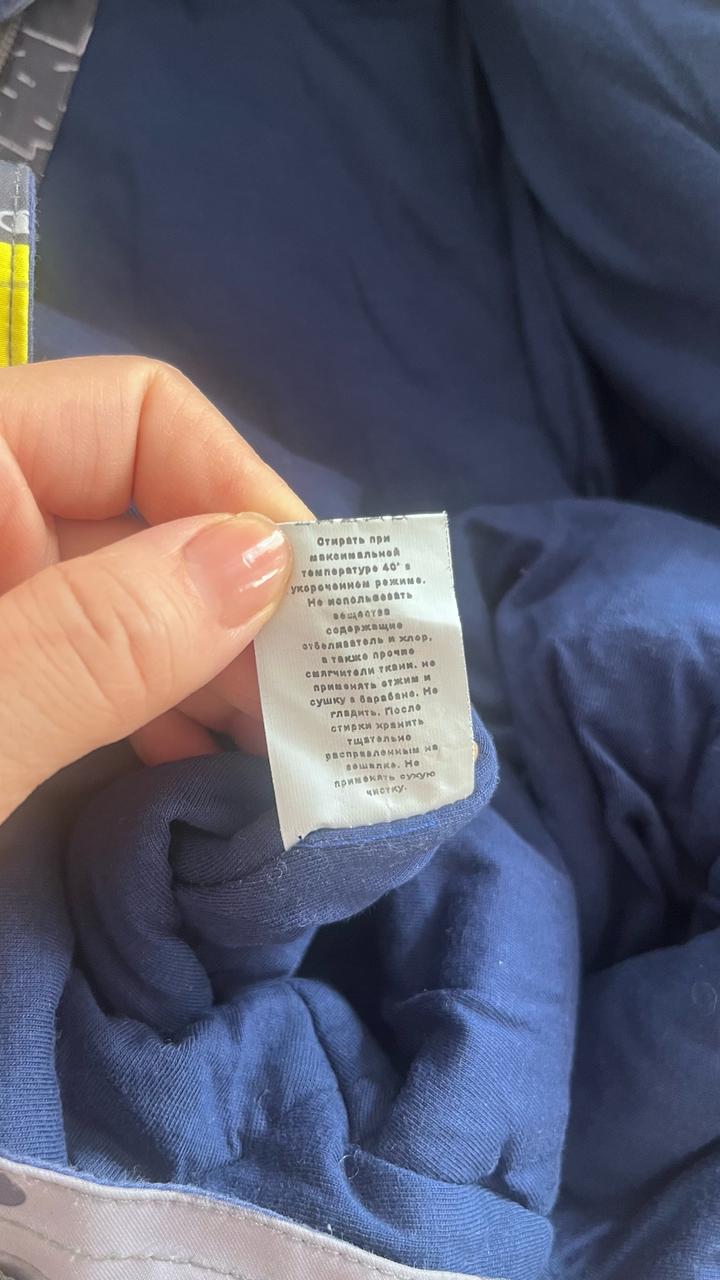 Стирать при
максимальной
температуре 40° в
укороченном режиме.
Не использовать
вещества
содержащие
отбеливатель и хлор,
а также прочие
смягчители ткани. не
применять отжим и
сушку в барабане. Не
гладить. После
стирки хранить
тщательно
расправленным на
вешалке. Не
применять сухую
чистку.